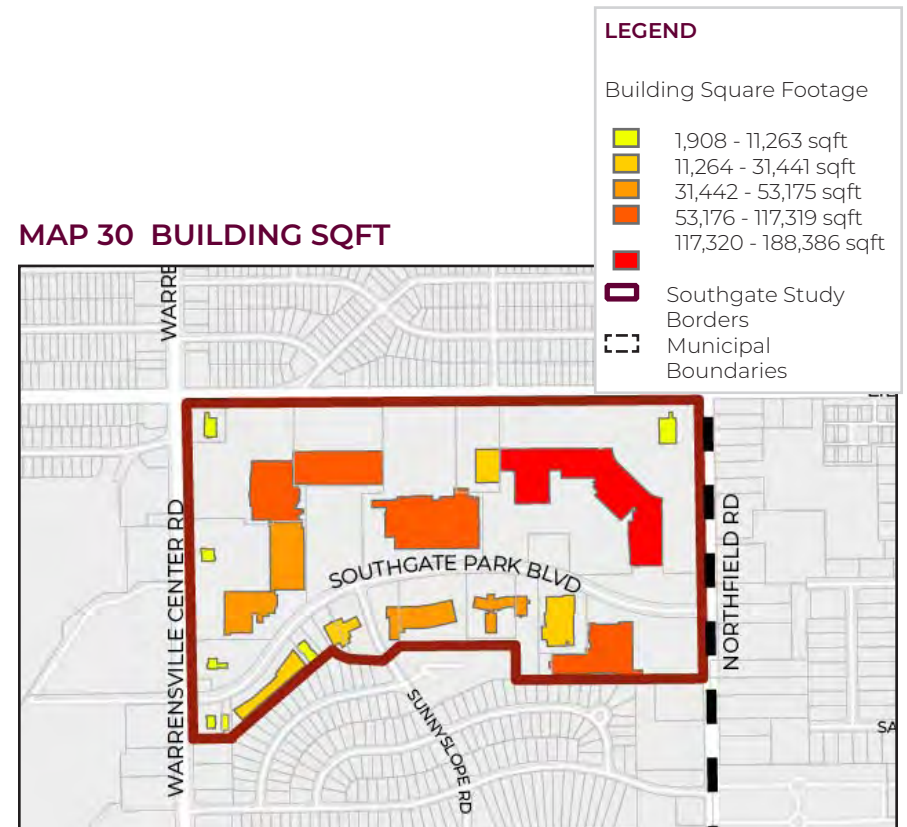 LEGEND
Building Square Footage
1,908 - 11,263 sqft
11,264 - 31,441 sqft
31,442 - 53,175 sqft
53,176 - 117,319 sqft
117,320 - 188,386 sqft
Southgate Study
Borders
Municipal
Boundaries
MAP 30 BUILDING SQFT
WARRE
WARRENSVILLE CENTER RD
SOUTHGATE PARK BLVD
NORTHFIELD RD
SUNNYSLOPE RD
SA